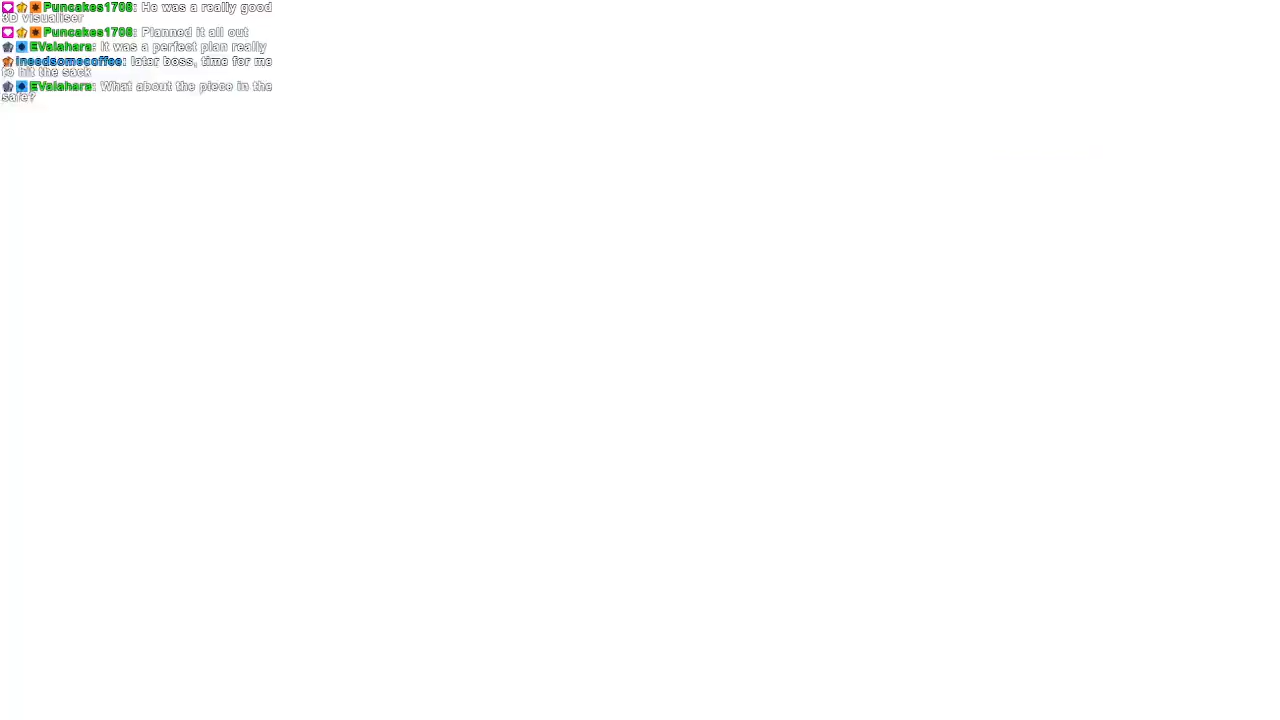 Puncakes1708: He was a really good
3D visualiser
Puncakes1708: Planned it all out
EValahara: It was a perfect plan really
ineedsomecoffee: later boss, time for me
to hit the sack
EValahara: What about the piece in the
safe?